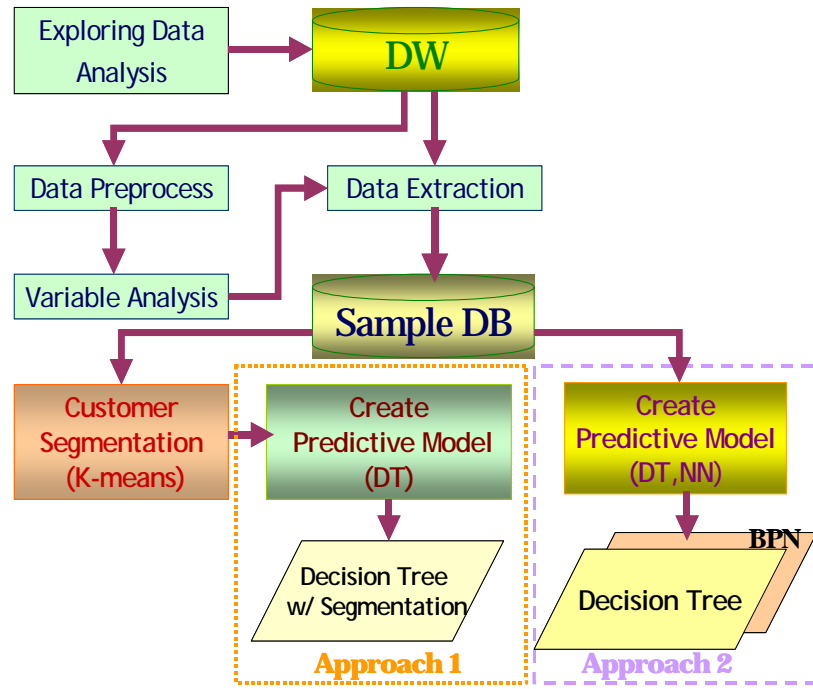 Exploring Data
Analysis
DW
Data Preprocess
Data Extraction
Variable Analysis
Sample DB
Customer
Segmentation
(K-means)
Create
Predictive Model
(DT)
Create
Predictive Model
(DT,NN)
Decision Tree
w/ Segmentation
BPN
Decision Tree
Approach 1
Approach 2